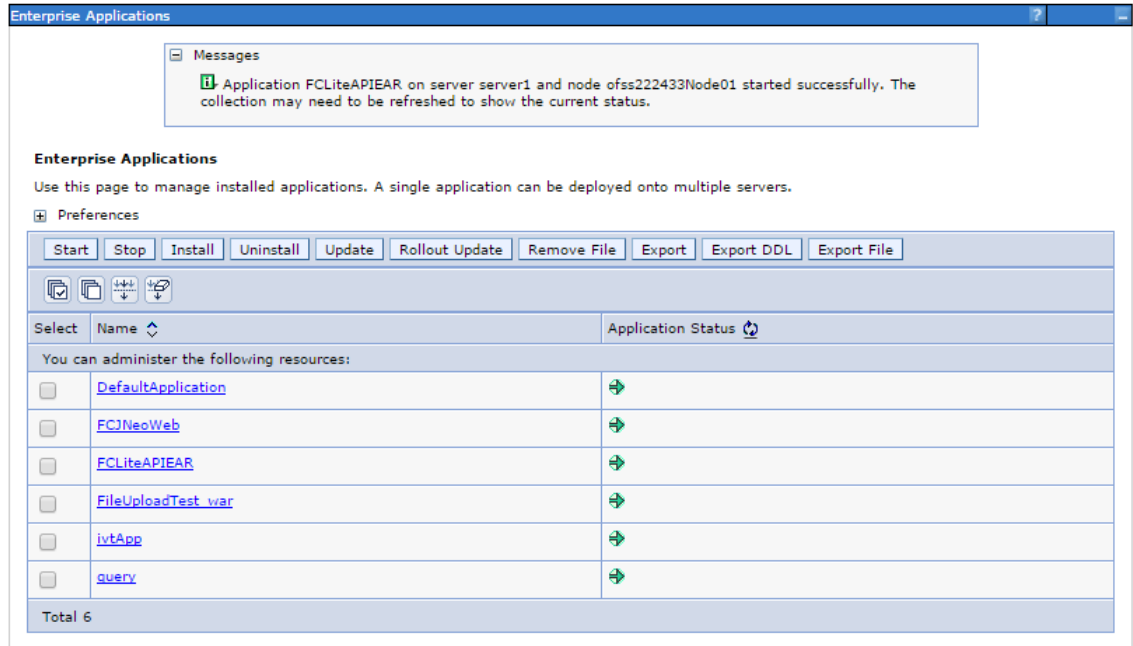 Enterprise Applications
?
Messages
Application FCLiteAPIEAR on server server1 and node ofss222433Node01 started successfully. The
collection may need to be refreshed to show the current status.
Enterprise Applications
Use this page to manage installed applications. A single application can be deployed onto multiple servers.
Preferences
Start Stop Install Uninstall Update Rollout Update Remove File Export Export DDL Export File
Select Name Application Status
You can administer the following resources:
DefaultApplication
FCJNeoWeb
FCLiteAPIEAR
FileUploadTest_war
ivtApp
query
Total 6